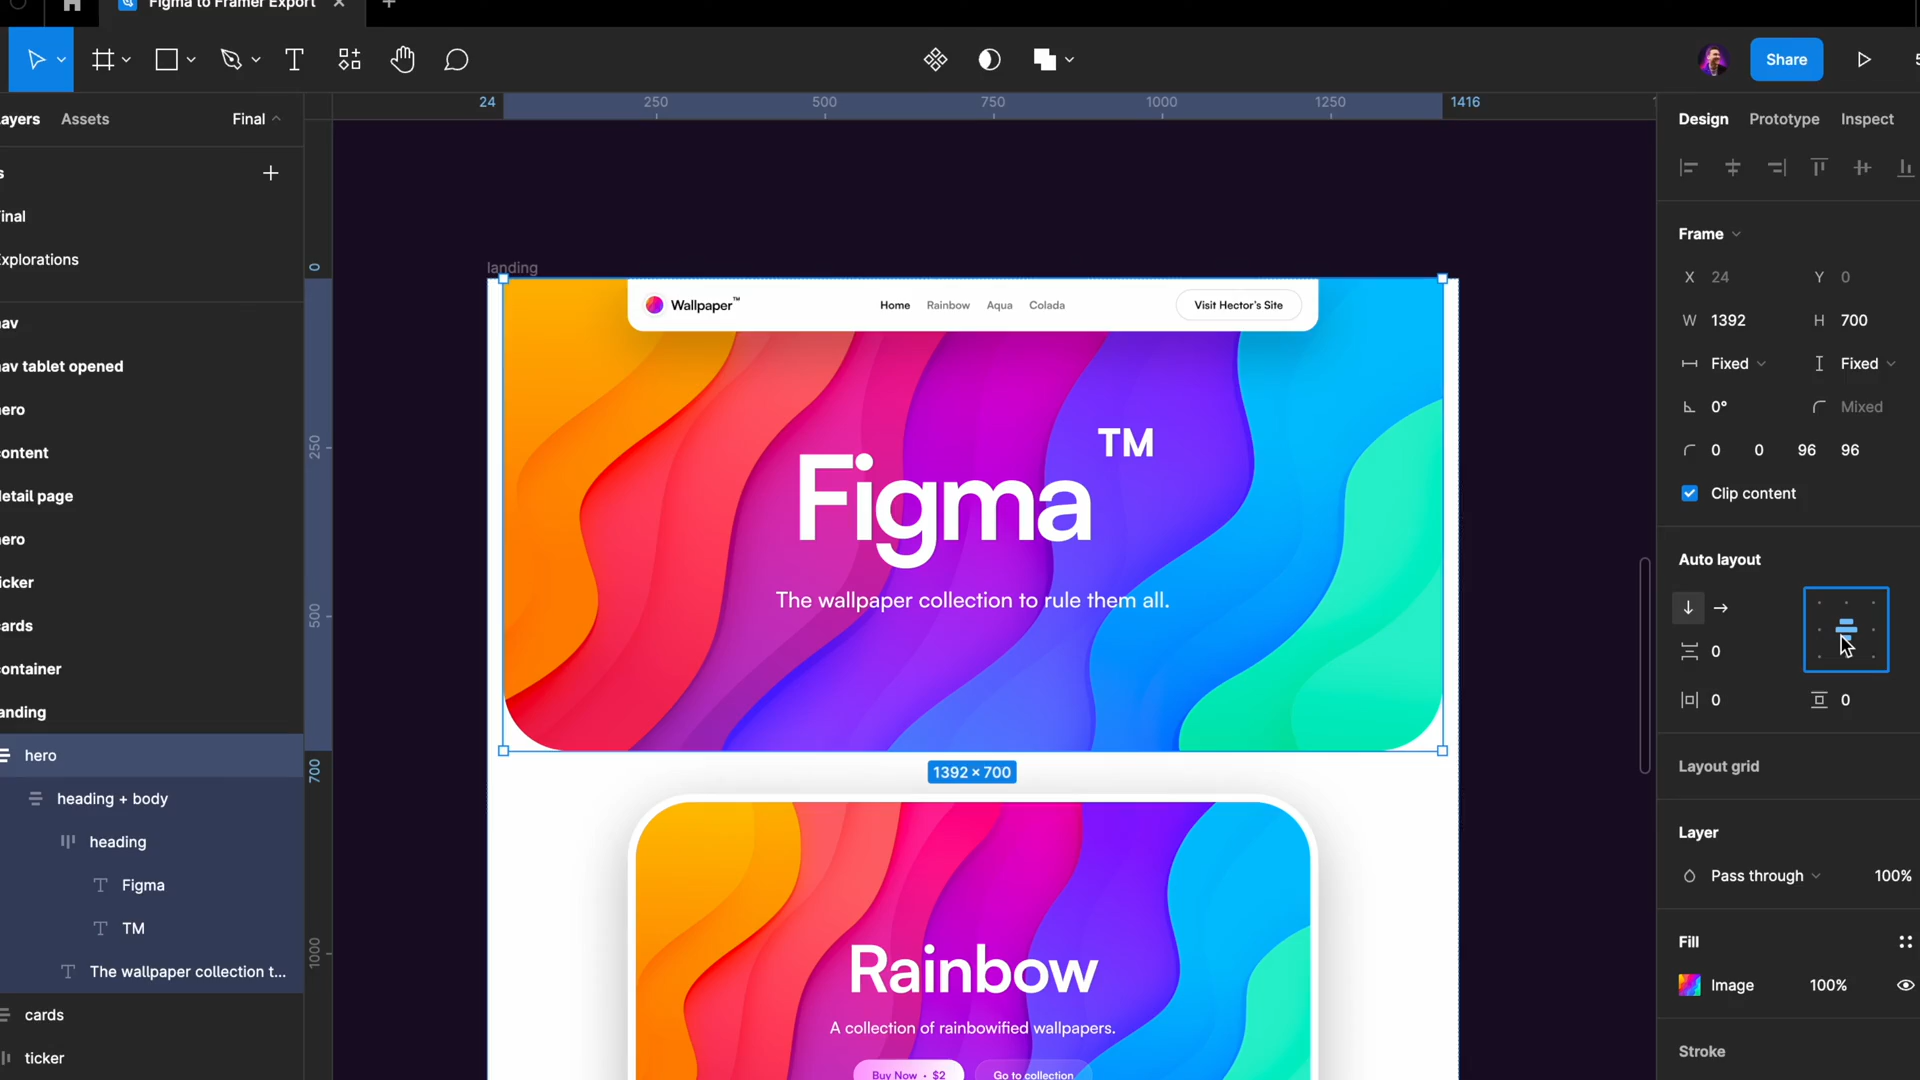 Figma to Framer Export
Share
ayers
Assets
Final
Design
Prototype
Inspect
24
250
500
750
1000
1250
1416
s
inal
xplorations
av
av tablet opened
ero
ontent
etail page
ero
icker
ards
ontainer
anding
hero
heading + body
heading
Figma
TM
The wallpaper collection t...
cards
ticker
0
250
500
700
1000
landing
Wallpaper™
Home
Rainbow
Aqua
Colada
Visit Hector's Site
Figma
TM
The wallpaper collection to rule them all.
1392 × 700
Rainbow
A collection of rainbowified wallpapers.
Buy Now · $2
Go to collection
Frame
X 24
Y 0
W 1392
H 700
Fixed
Fixed
0°
Mixed
0 0 96 96
Clip content
Auto layout
0
0
0
Layout grid
Layer
Pass through
100%
Fill
Image
100%
Stroke